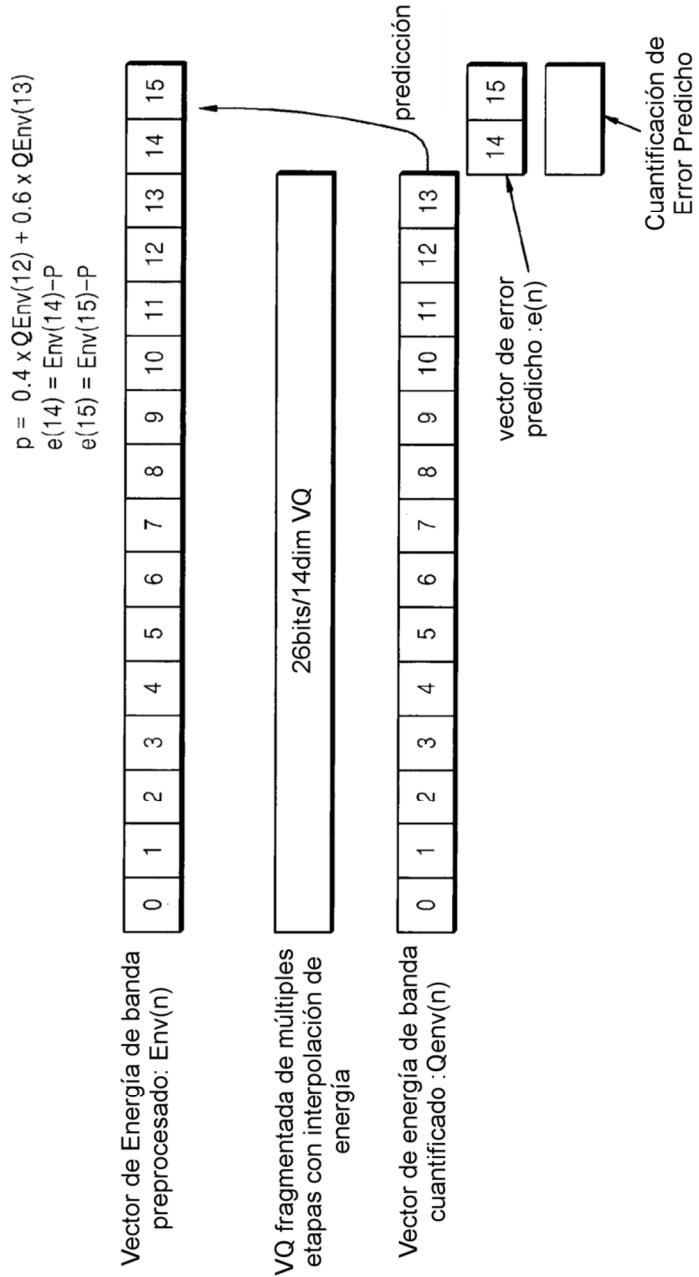 p = 0.4 x QEnv(12) + 0.6 x QEnv(13)
e(14) = Env(14)-P
e(15) = Env(15)-P
Vector de Energía de banda
preprocesado: Env(n)
0 1 2 3 4 5 6 7 8 9 10 11 12 13 14 15
VQ fragmentada de múltiples
etapas con interpolación de
energía
26bits/14dim VQ
predicción
Vector de energía de banda
cuantificado :Qenv(n)
0 1 2 3 4 5 6 7 8 9 10 11 12 13
14 15
vector de error
predicho :e(n)
Cuantificación de
Error Predicho